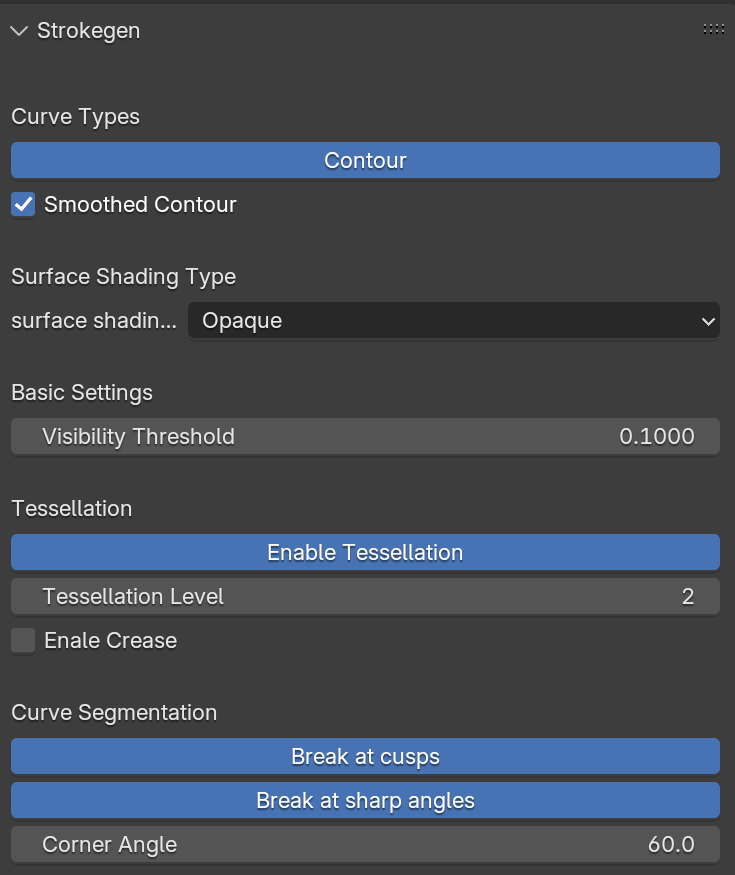 Strokegen
Curve Types
Contour
Smoothed Contour
Surface Shading Type
surface shadin... Opaque
Basic Settings
Visibility Threshold 0.1000
Tessellation
Enable Tessellation
Tessellation Level 2
Enale Crease
Curve Segmentation
Break at cusps
Break at sharp angles
Corner Angle 60.0